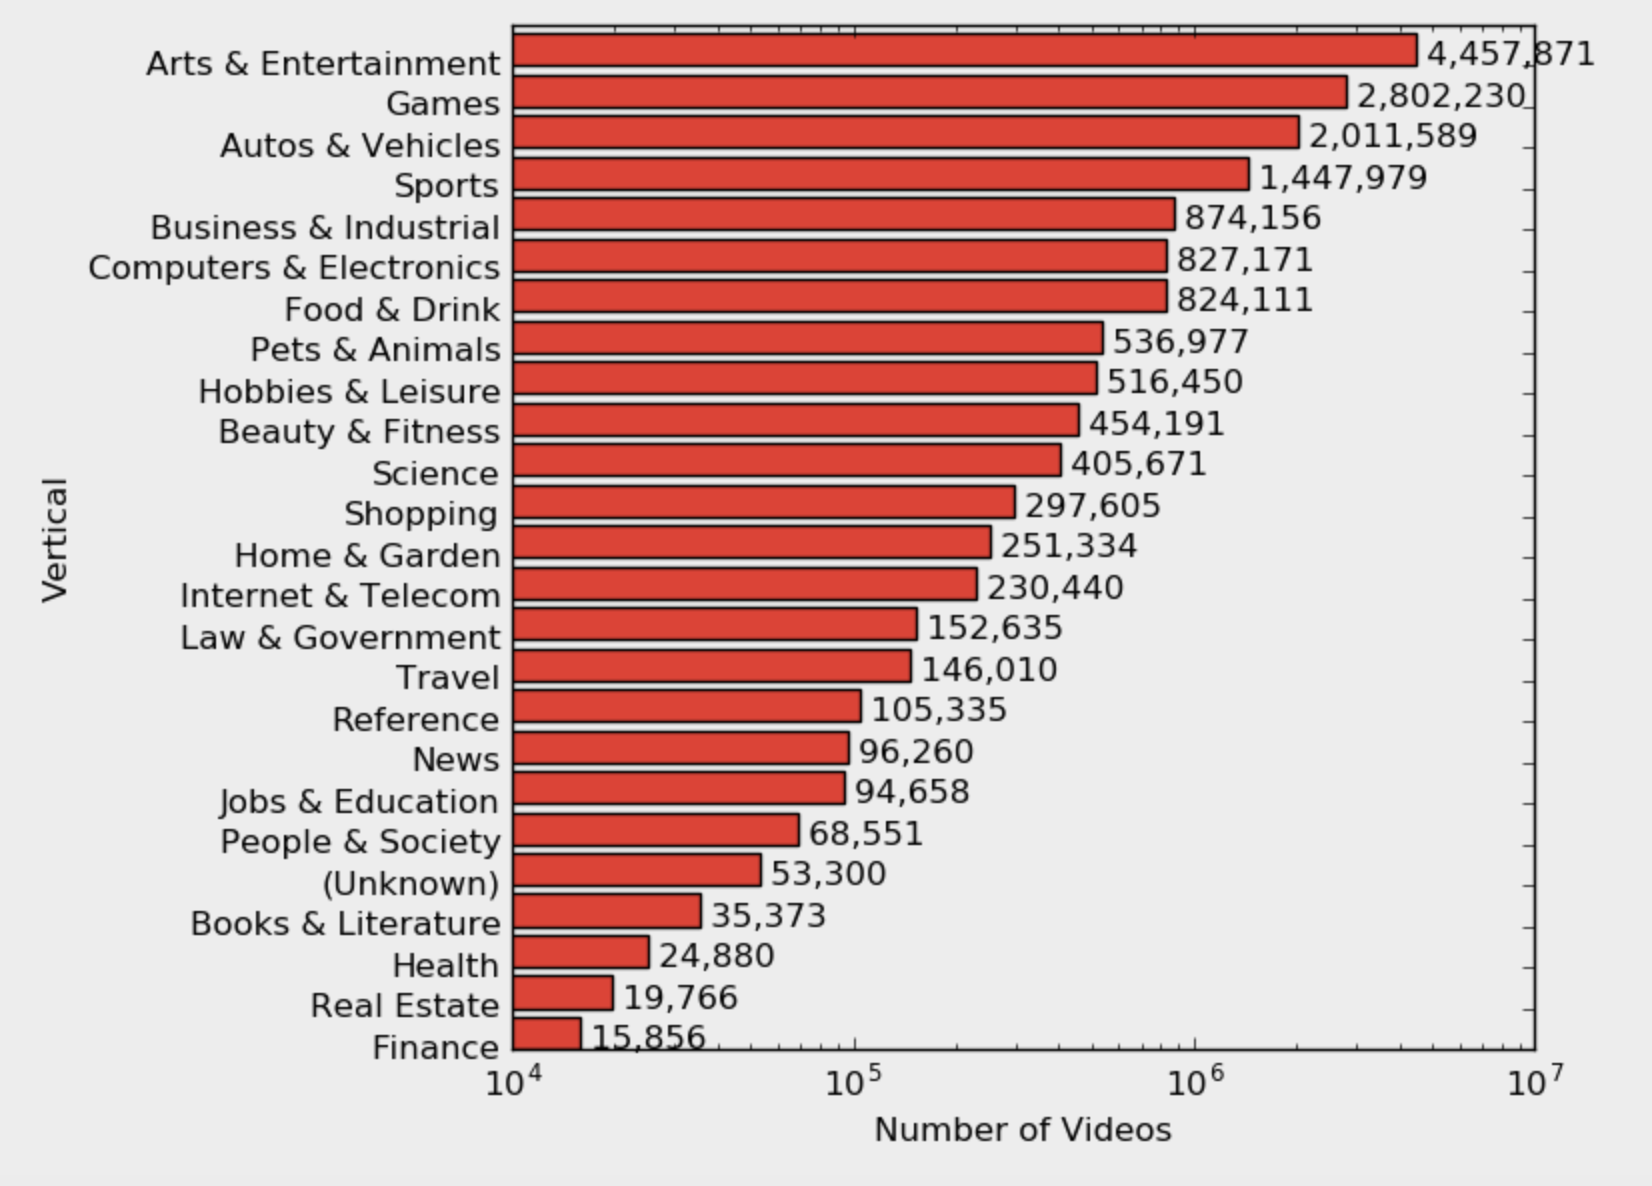 Arts & Entertainment 4,457,871
Games 2,802,230
Autos & Vehicles 2,011,589
Sports 1,447,979
Business & Industrial 874,156
Computers & Electronics 827,171
Food & Drink 824,111
Pets & Animals 536,977
Hobbies & Leisure 516,450
Beauty & Fitness 454,191
Science 405,671
Shopping 297,605
Home & Garden 251,334
Internet & Telecom 230,440
Law & Government 152,635
Travel 146,010
Reference 105,335
News 96,260
Jobs & Education 94,658
People & Society 68,551
(Unknown) 53,300
Books & Literature 35,373
Health 24,880
Real Estate 19,766
Finance 15,856
Vertical
10⁴ 10⁵ 10⁶ 10⁷
Number of Videos